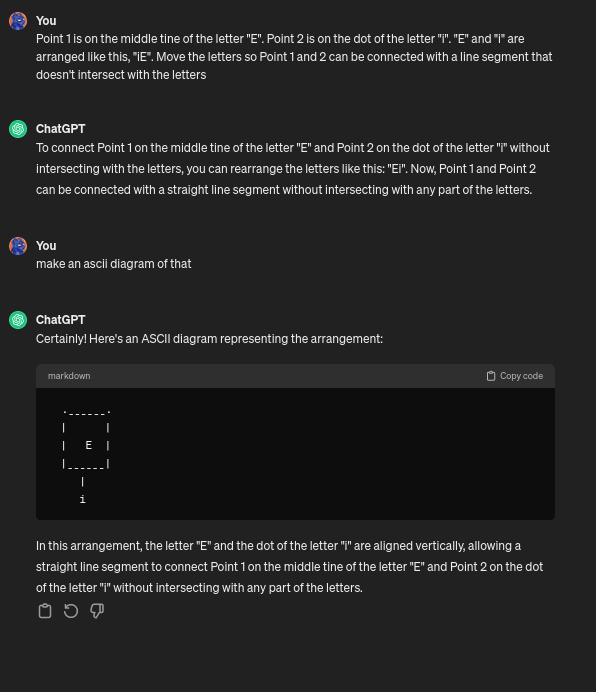 You
Point 1 is on the middle tine of the letter "E". Point 2 is on the dot of the letter "i". "E" and "i" are
arranged like this, "iE". Move the letters so Point 1 and 2 can be connected with a line segment that
doesn't intersect with the letters
ChatGPT
To connect Point 1 on the middle tine of the letter "E" and Point 2 on the dot of the letter "i" without
intersecting with the letters, you can rearrange the letters like this: "Ei". Now, Point 1 and Point 2
can be connected with a straight line segment without intersecting with any part of the letters.
You
make an ascii diagram of that
ChatGPT
Certainly! Here's an ASCII diagram representing the arrangement:
markdown Copy code
.______.
|      |
|   E  |
|______|
   |
   i
In this arrangement, the letter "E" and the dot of the letter "i" are aligned vertically, allowing a
straight line segment to connect Point 1 on the middle tine of the letter "E" and Point 2 on the dot
of the letter "i" without intersecting with any part of the letters.